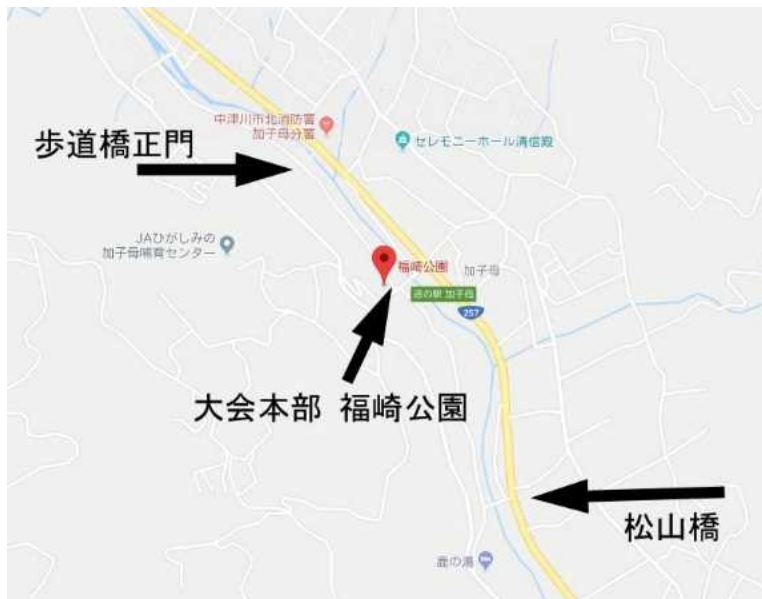 中津川市北消防署
加子母分署
歩道橋正門
セレモニーホール清信殿
JAひがしみの
加子母哺育センター
福崎公園
加子母
道の駅 加子母
257
大会本部 福崎公園
松山橋
鹿の湯